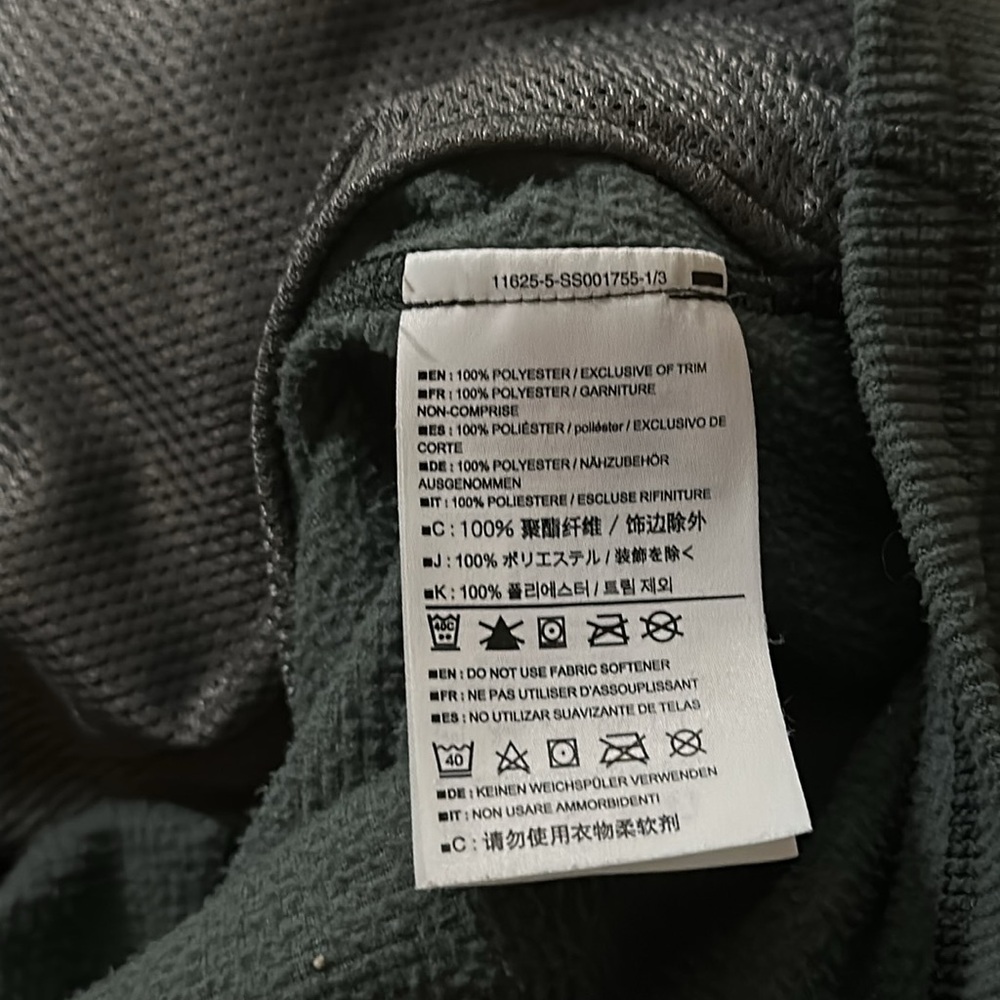 11625-5-SS001755-1/3
EN : 100% POLYESTER / EXCLUSIVE OF TRIM
FR : 100% POLYESTER / GARNITURE
NON-COMPRISE
ES : 100% POLIÉSTER / poliéster / EXCLUSIVO DE
CORTE
DE : 100% POLYESTER / NÄHZUBEHÖR
AUSGENOMMEN
IT : 100% POLIESTERE / ESCLUSE RIFINITURE
C : 100% 聚酯纤维 / 饰边除外
J : 100% ポリエステル / 装飾を除く
K : 100% 폴리에스터 / 트림 제외
40C
EN : DO NOT USE FABRIC SOFTENER
FR : NE PAS UTILISER D'ASSOUPLISSANT
ES : NO UTILIZAR SUAVIZANTE DE TELAS
40
DE : KEINEN WEICHSPÜLER VERWENDEN
IT : NON USARE AMMORBIDENTI
C : 请勿使用衣物柔软剂